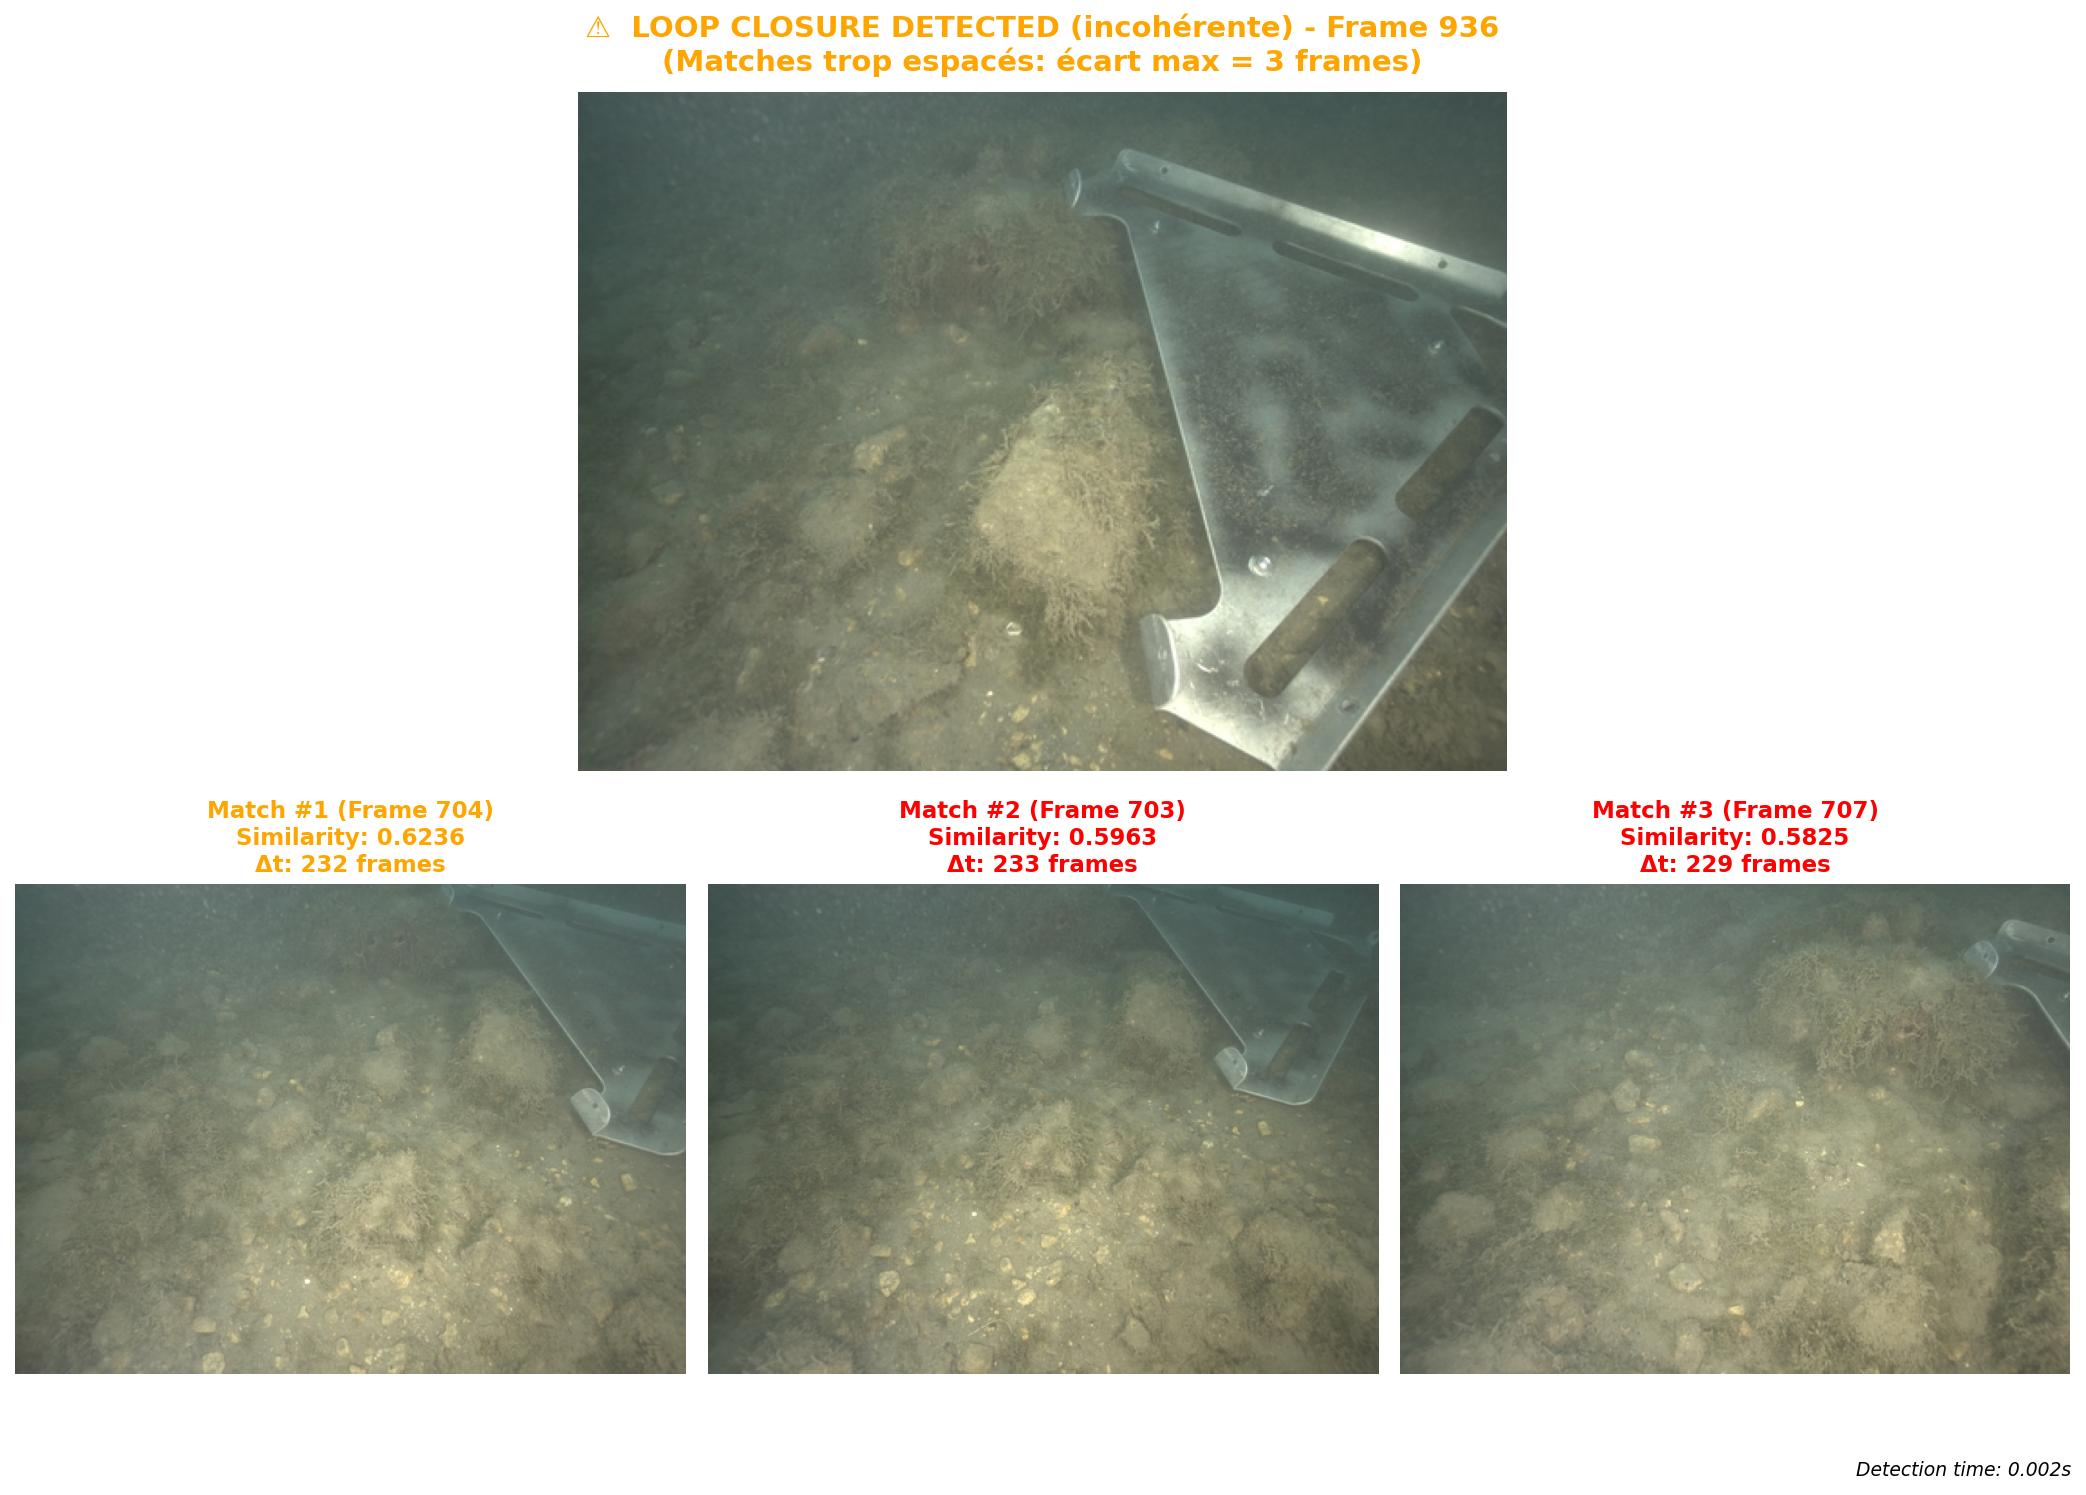 ⚠ LOOP CLOSURE DETECTED (incohérente) - Frame 936
(Matches trop espacés: écart max = 3 frames)
Match #1 (Frame 704)
Similarity: 0.6236
Δt: 232 frames
Match #2 (Frame 703)
Similarity: 0.5963
Δt: 233 frames
Match #3 (Frame 707)
Similarity: 0.5825
Δt: 229 frames
Detection time: 0.002s